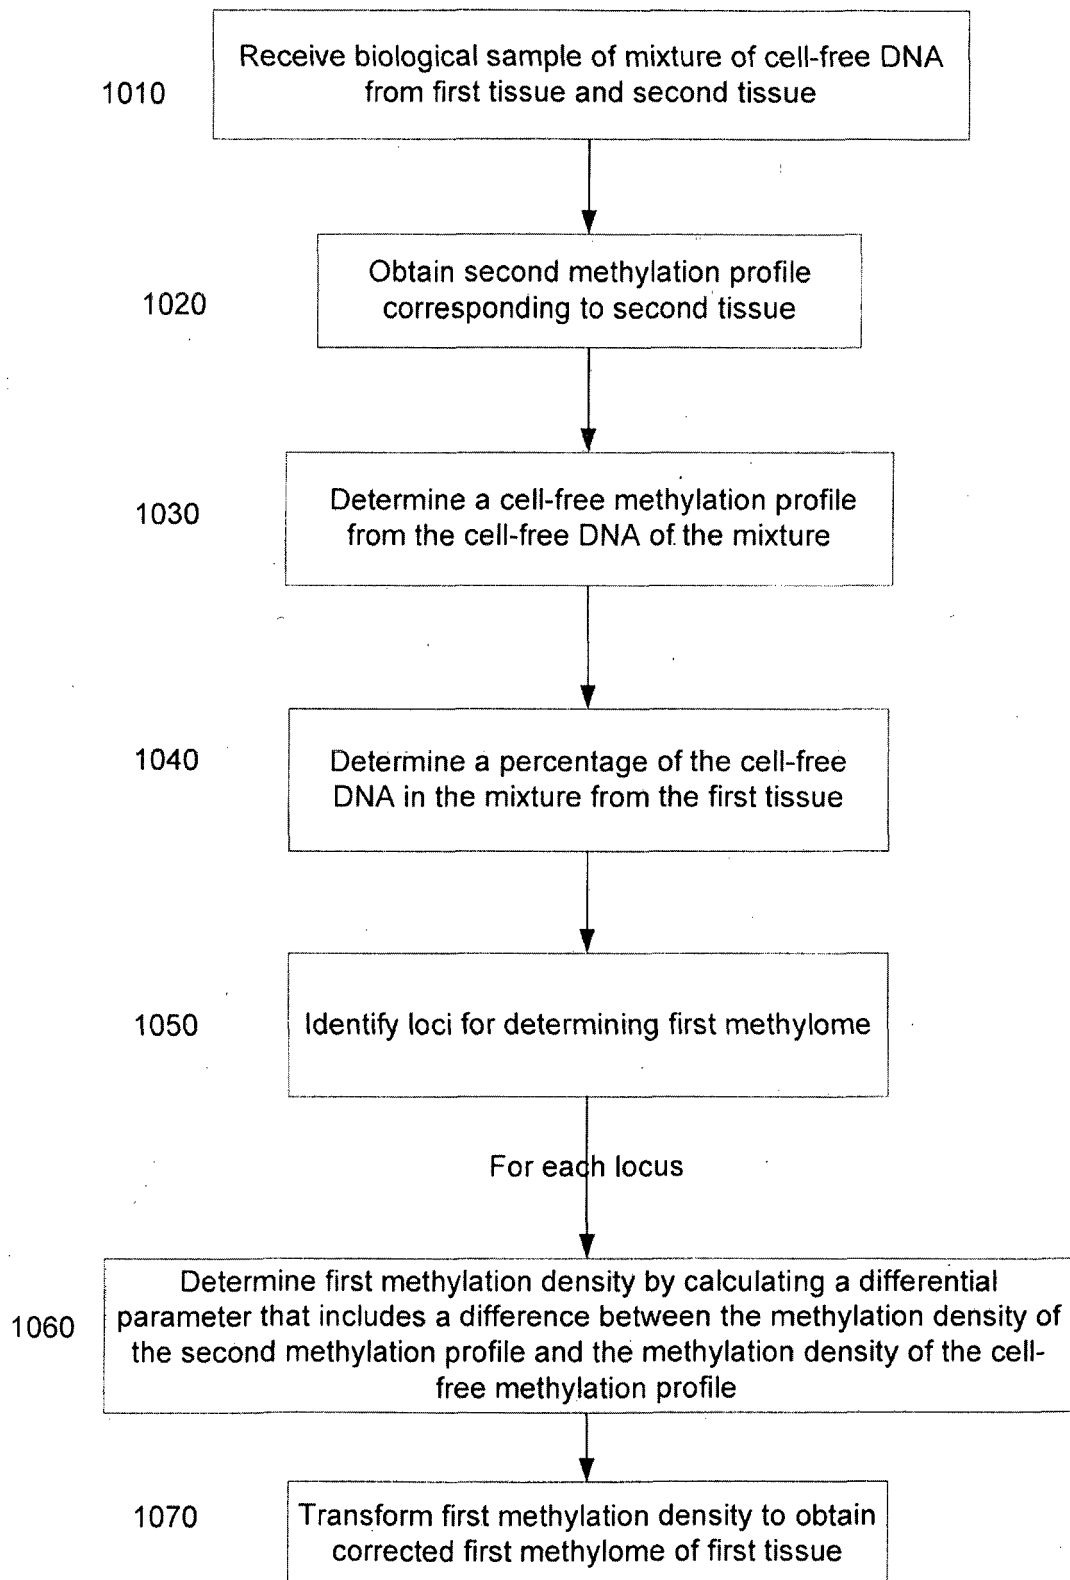 1010
Receive biological sample of mixture of cell-free DNA
from first tissue and second tissue
1020
Obtain second methylation profile
corresponding to second tissue
1030
Determine a cell-free methylation profile
from the cell-free DNA of the mixture
1040
Determine a percentage of the cell-free
DNA in the mixture from the first tissue
1050
Identify loci for determining first methylome
For each locus
1060
Determine first methylation density by calculating a differential
parameter that includes a difference between the methylation density of
the second methylation profile and the methylation density of the cell-
free methylation profile
1070
Transform first methylation density to obtain
corrected first methylome of first tissue